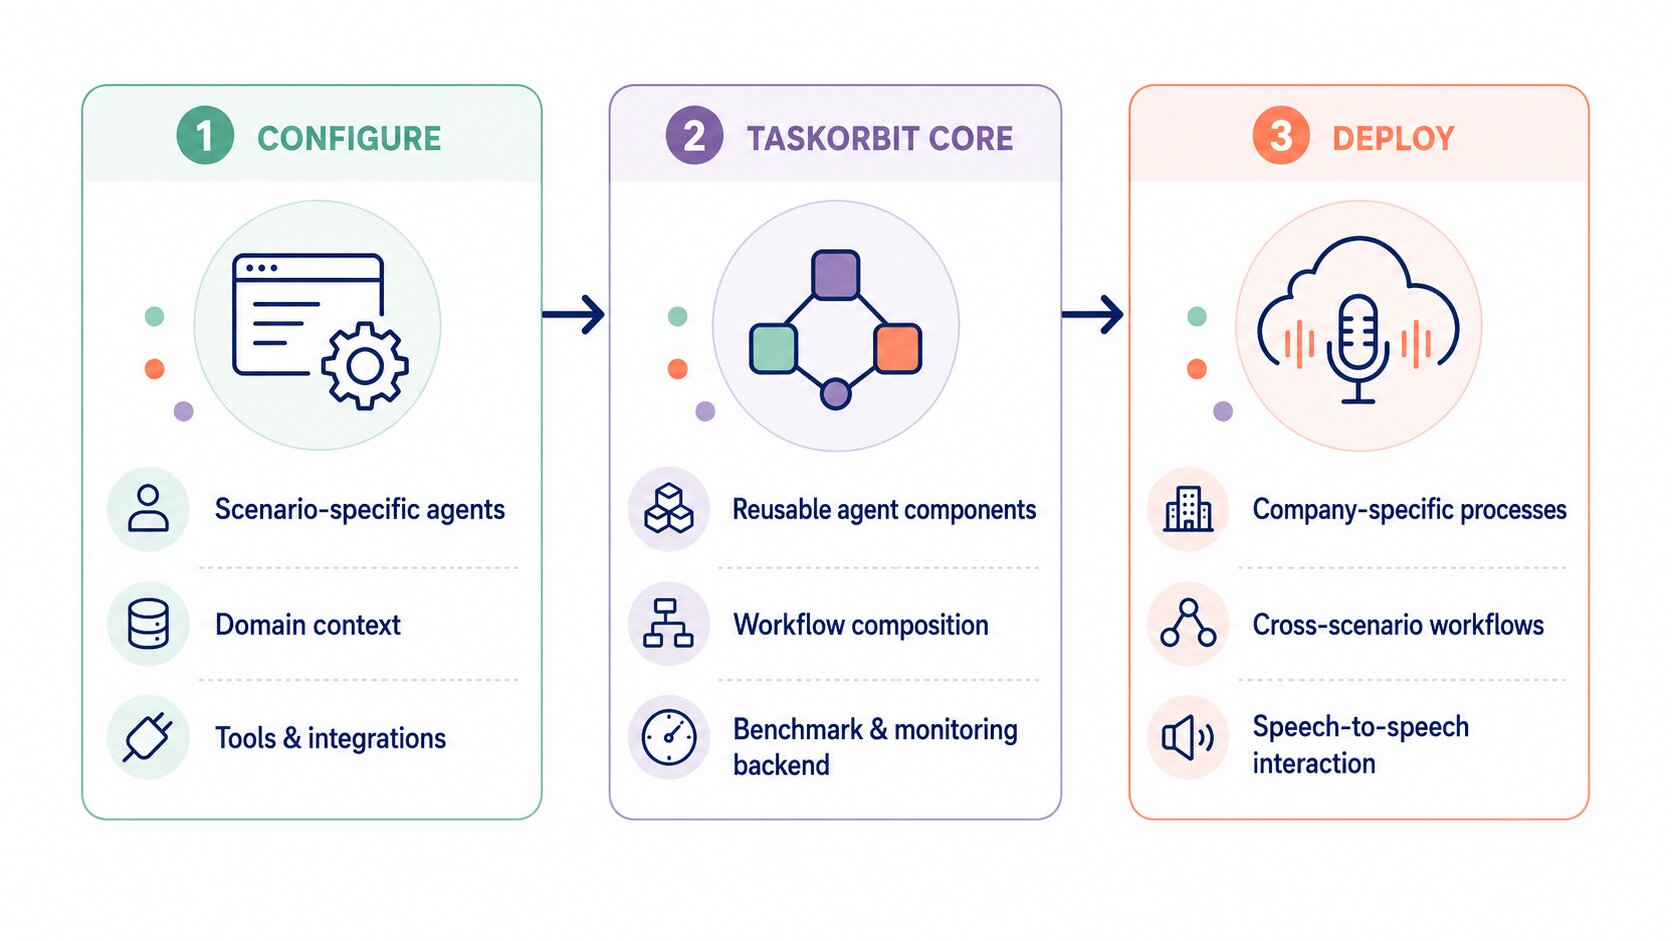 1 CONFIGURE
Scenario-specific agents
Domain context
Tools & integrations
2 TASKORBIT CORE
Reusable agent components
Workflow composition
Benchmark & monitoring
backend
3 DEPLOY
Company-specific processes
Cross-scenario workflows
Speech-to-speech
interaction